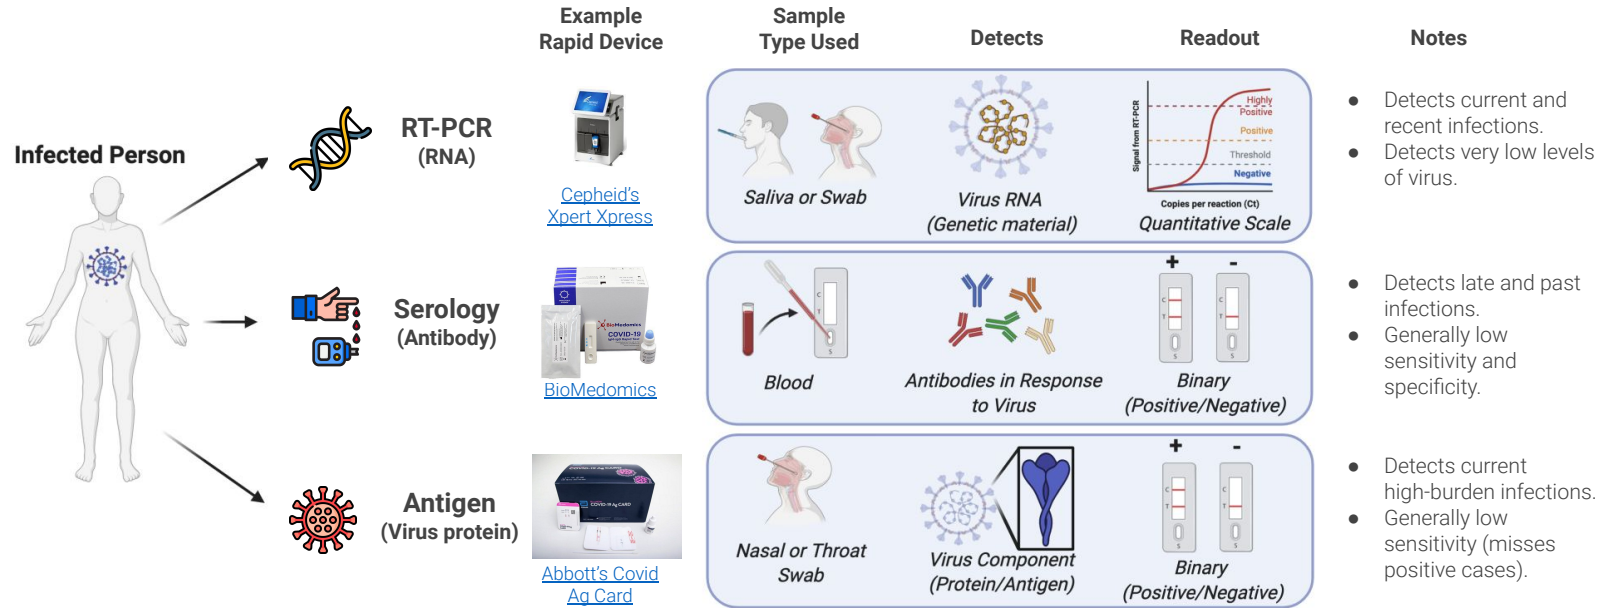 Example
Rapid Device
Sample
Type Used
Detects
Readout
Notes
Infected Person
RT-PCR
(RNA)
Cepheid's
Xpert Xpress
Saliva or Swab
Virus RNA
(Genetic material)
Signal from RT-PCR
Highly
Positive
Positive
Threshold
Negative
Copies per reaction (Ct)
Quantitative Scale
● Detects current and
recent infections.
● Detects very low levels
of virus.
Serology
(Antibody)
BioMedomics
COVID-19
BioMedomics
Blood
Antibodies in Response
to Virus
+ -
C
T
S
C
T
S
Binary
(Positive/Negative)
● Detects late and past
infections.
● Generally low
sensitivity and
specificity.
Antigen
(Virus protein)
COVID-19 Ag CARD
Abbott's Covid
Ag Card
Nasal or Throat
Swab
Virus Component
(Protein/Antigen)
+ -
C
T
S
C
T
S
Binary
(Positive/Negative)
● Detects current
high-burden infections.
● Generally low
sensitivity (misses
positive cases).